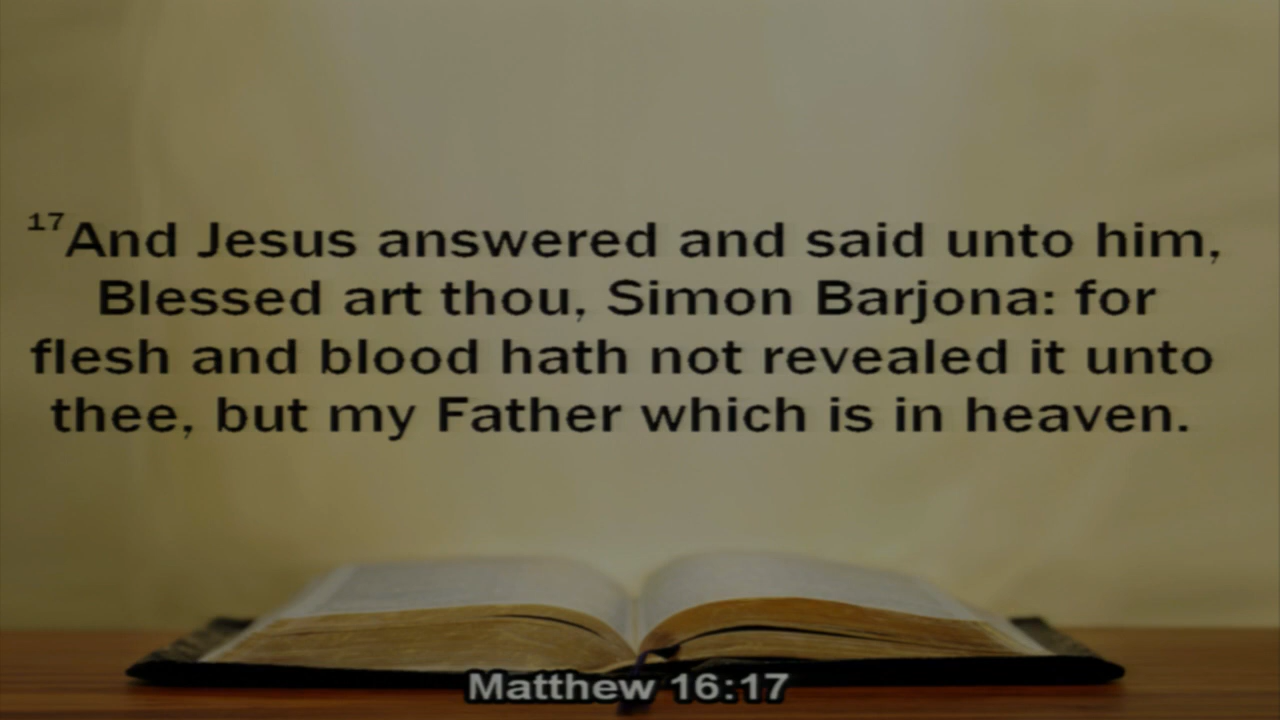 17And Jesus answered and said unto him,
Blessed art thou, Simon Barjona: for
flesh and blood hath not revealed it unto
thee, but my Father which is in heaven.
Matthew 16:17